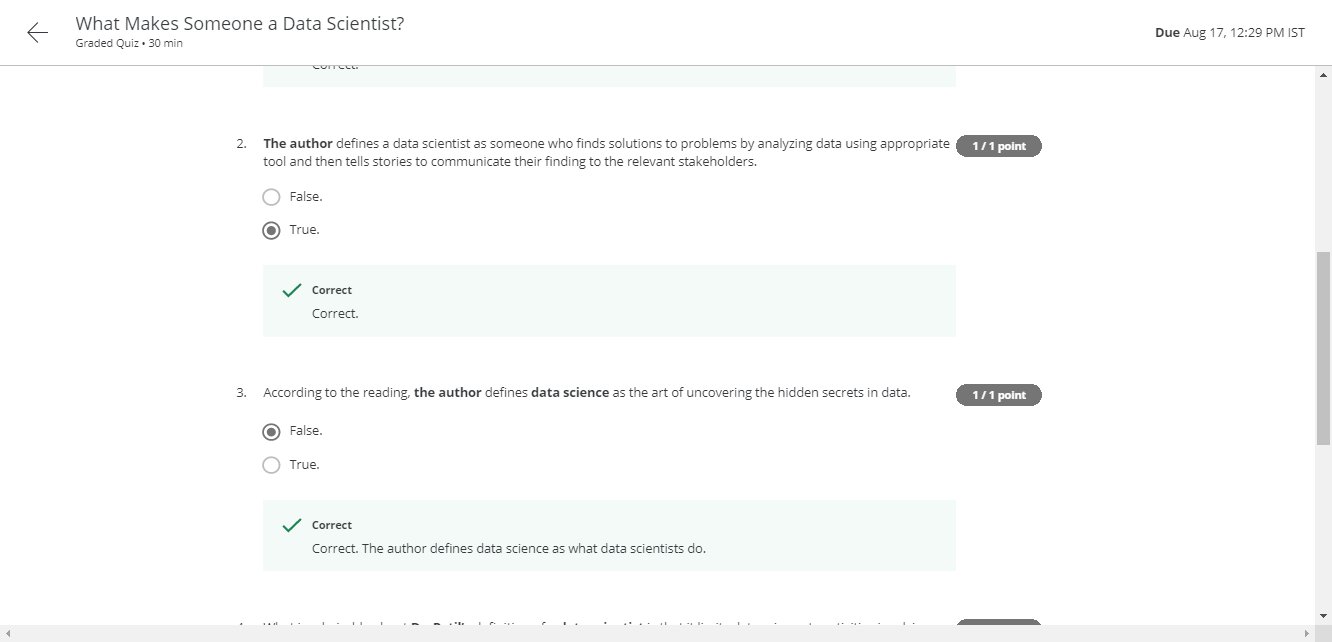 What Makes Someone a Data Scientist?
Graded Quiz • 30 min
Due Aug 17, 12:29 PM IST
Correct.
2. The author defines a data scientist as someone who finds solutions to problems by analyzing data using appropriate
tool and then tells stories to communicate their finding to the relevant stakeholders.
1 / 1 point
False.
True.
Correct
Correct.
3. According to the reading, the author defines data science as the art of uncovering the hidden secrets in data.
1 / 1 point
False.
True.
Correct
Correct. The author defines data science as what data scientists do.